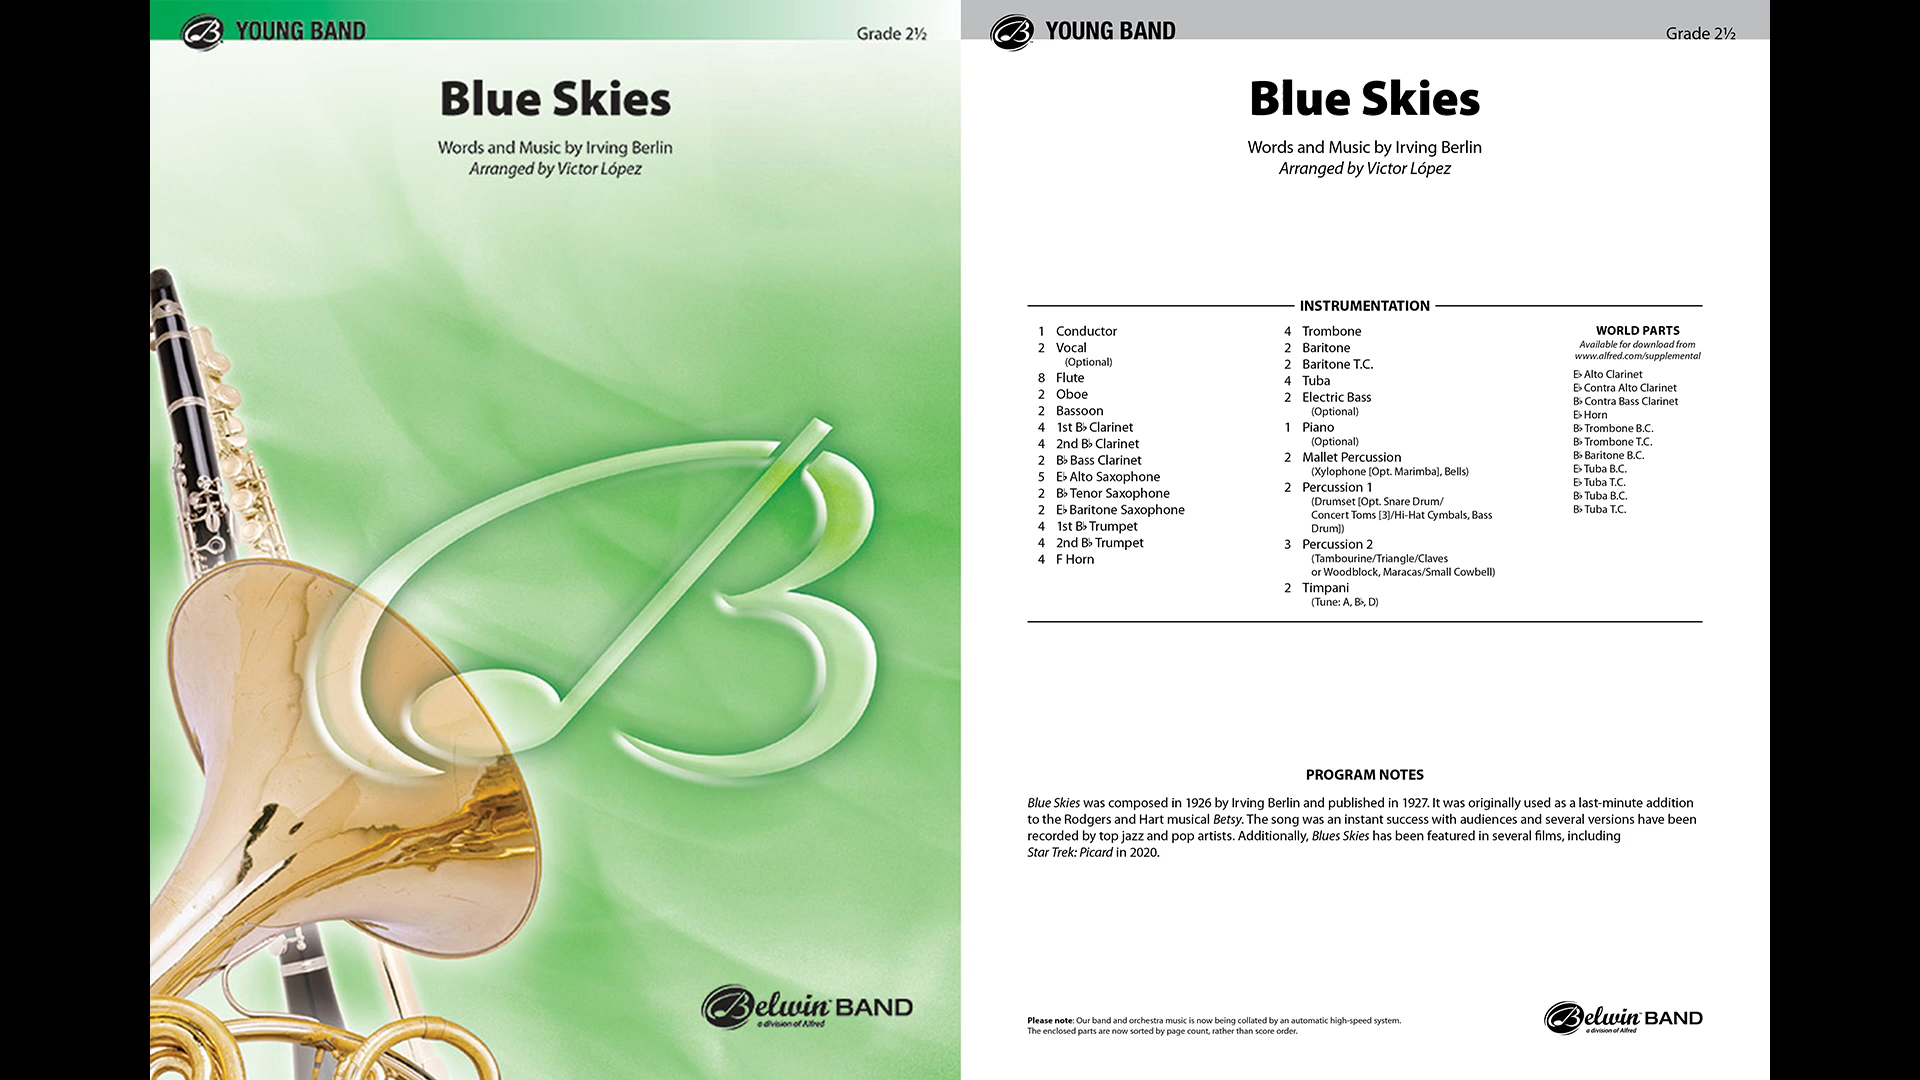 YOUNG BAND
Grade 2½
Blue Skies
Words and Music by Irving Berlin
Arranged by Victor López
Belwin™ BAND
a division of Alfred
YOUNG BAND
Grade 2½
Blue Skies
Words and Music by Irving Berlin
Arranged by Victor López
INSTRUMENTATION
1 Conductor
2 Vocal
(Optional)
8 Flute
2 Oboe
2 Bassoon
4 1st B♭ Clarinet
4 2nd B♭ Clarinet
2 B♭ Bass Clarinet
5 E♭ Alto Saxophone
2 B♭ Tenor Saxophone
2 E♭ Baritone Saxophone
4 1st B♭ Trumpet
4 2nd B♭ Trumpet
4 F Horn
4 Trombone
2 Baritone
2 Baritone T.C.
4 Tuba
2 Electric Bass
(Optional)
1 Piano
(Optional)
2 Mallet Percussion
(Xylophone [Opt. Marimba], Bells)
2 Percussion 1
(Drumset [Opt. Snare Drum/
Concert Toms [3]/Hi-Hat Cymbals, Bass
Drum])
3 Percussion 2
(Tambourine/Triangle/Claves
or Woodblock, Maracas/Small Cowbell)
2 Timpani
(Tune: A, B♭, D)
WORLD PARTS
Available for download from
www.alfred.com/supplemental
E♭ Alto Clarinet
E♭ Contra Alto Clarinet
B♭ Contra Bass Clarinet
E♭ Horn
B♭ Trombone B.C.
B♭ Trombone T.C.
B♭ Baritone B.C.
E♭ Tuba B.C.
E♭ Tuba T.C.
B♭ Tuba B.C.
B♭ Tuba T.C.
PROGRAM NOTES
Blue Skies was composed in 1926 by Irving Berlin and published in 1927. It was originally used as a last-minute addition
to the Rodgers and Hart musical Betsy. The song was an instant success with audiences and several versions have been
recorded by top jazz and pop artists. Additionally, Blues Skies has been featured in several films, including
Star Trek: Picard in 2020.
Please note: Our band and orchestra music is now being collated by an automatic high-speed system.
The enclosed parts are now sorted by page count, rather than score order.
Belwin™ BAND
a division of Alfred